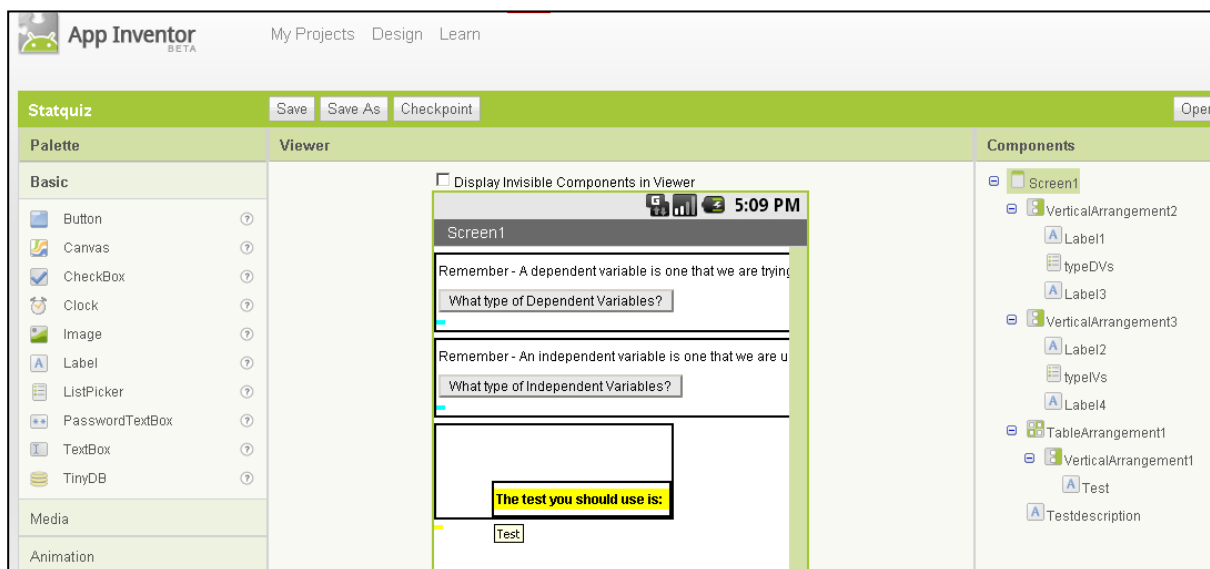 App Inventor
BETA
My Projects Design Learn
Statquiz
Save Save As Checkpoint
Oper
Palette
Viewer
Components
Basic
Button
Canvas
CheckBox
Clock
Image
Label
ListPicker
PasswordTextBox
TextBox
TinyDB
Media
Animation
Display Invisible Components in Viewer
5:09 PM
Screen1
Remember - A dependent variable is one that we are trying
What type of Dependent Variables?
Remember - An independent variable is one that we are u
What type of Independent Variables?
The test you should use is:
Test
Screen1
VerticalArrangement2
Label1
typeDVs
Label3
VerticalArrangement3
Label2
typeIVs
Label4
TableArrangement1
VerticalArrangement1
Test
Testdescription